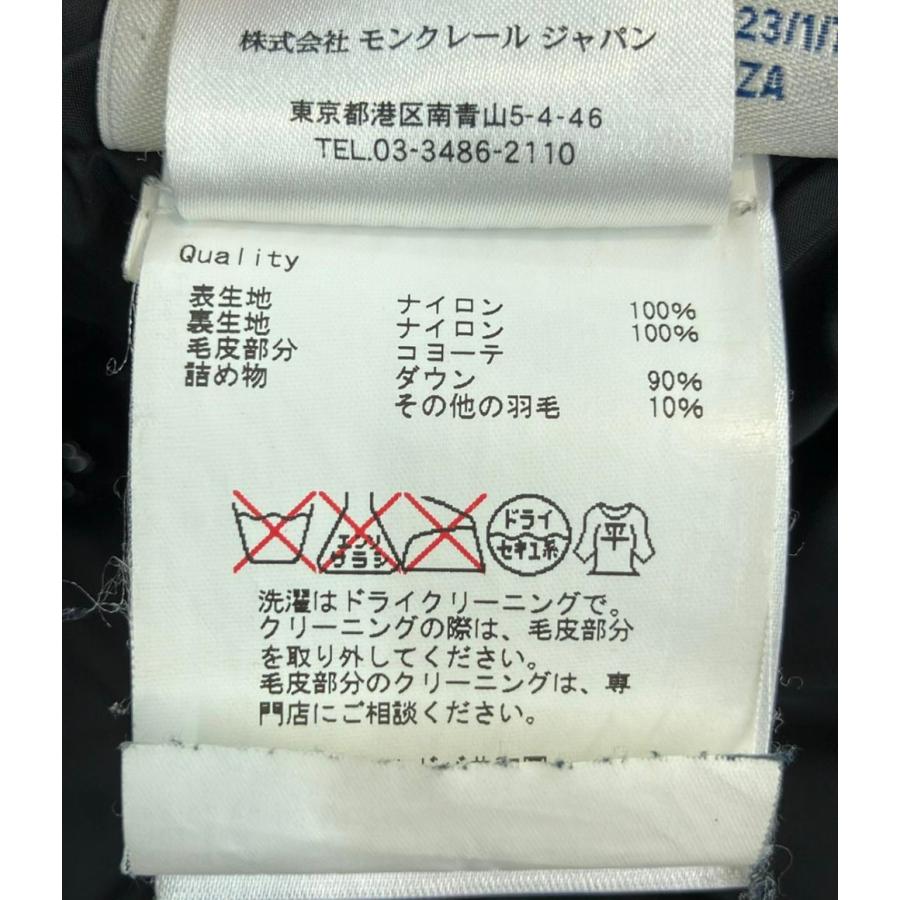 株式会社 モンクレール ジャパン
東京都港区南青山5-4-46
TEL.03-3486-2110
23/1/
ZA
Quality
表生地 ナイロン 100%
裏生地 ナイロン 100%
毛皮部分 コヨーテ
詰め物 ダウン 90%
その他の羽毛 10%
エンソ
サラシ
ドライ
セキユ系
平
洗濯はドライクリーニングで。
クリーニングの際は、毛皮部分
を取り外してください。
毛皮部分のクリーニングは、専
門店にご相談ください。